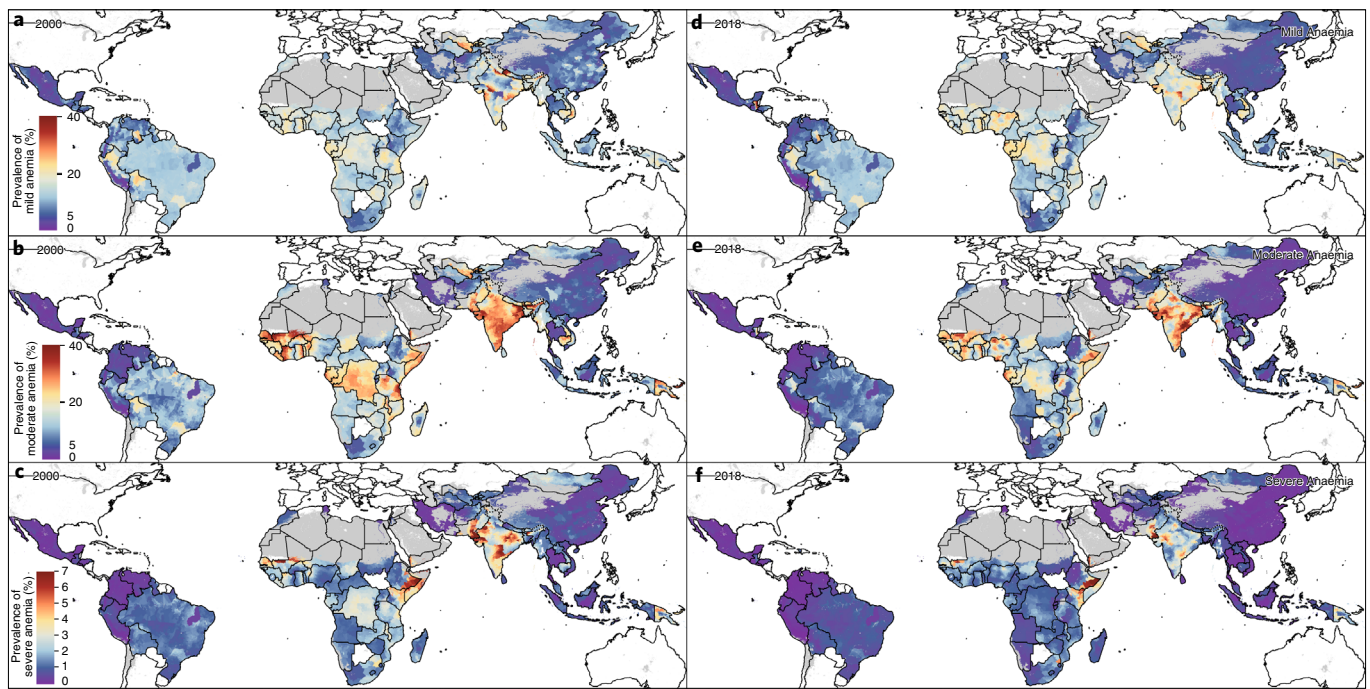 a
2000
Prevalence of
mild anemia (%)
40
20
5
0
d
2018
Mild Anaemia
b
2000
Prevalence of
moderate anemia (%)
40
20
5
0
e
2018
Moderate Anaemia
c
2000
Prevalence of
severe anemia (%)
7
6
5
4
3
2
1
0
f
2018
Severe Anaemia